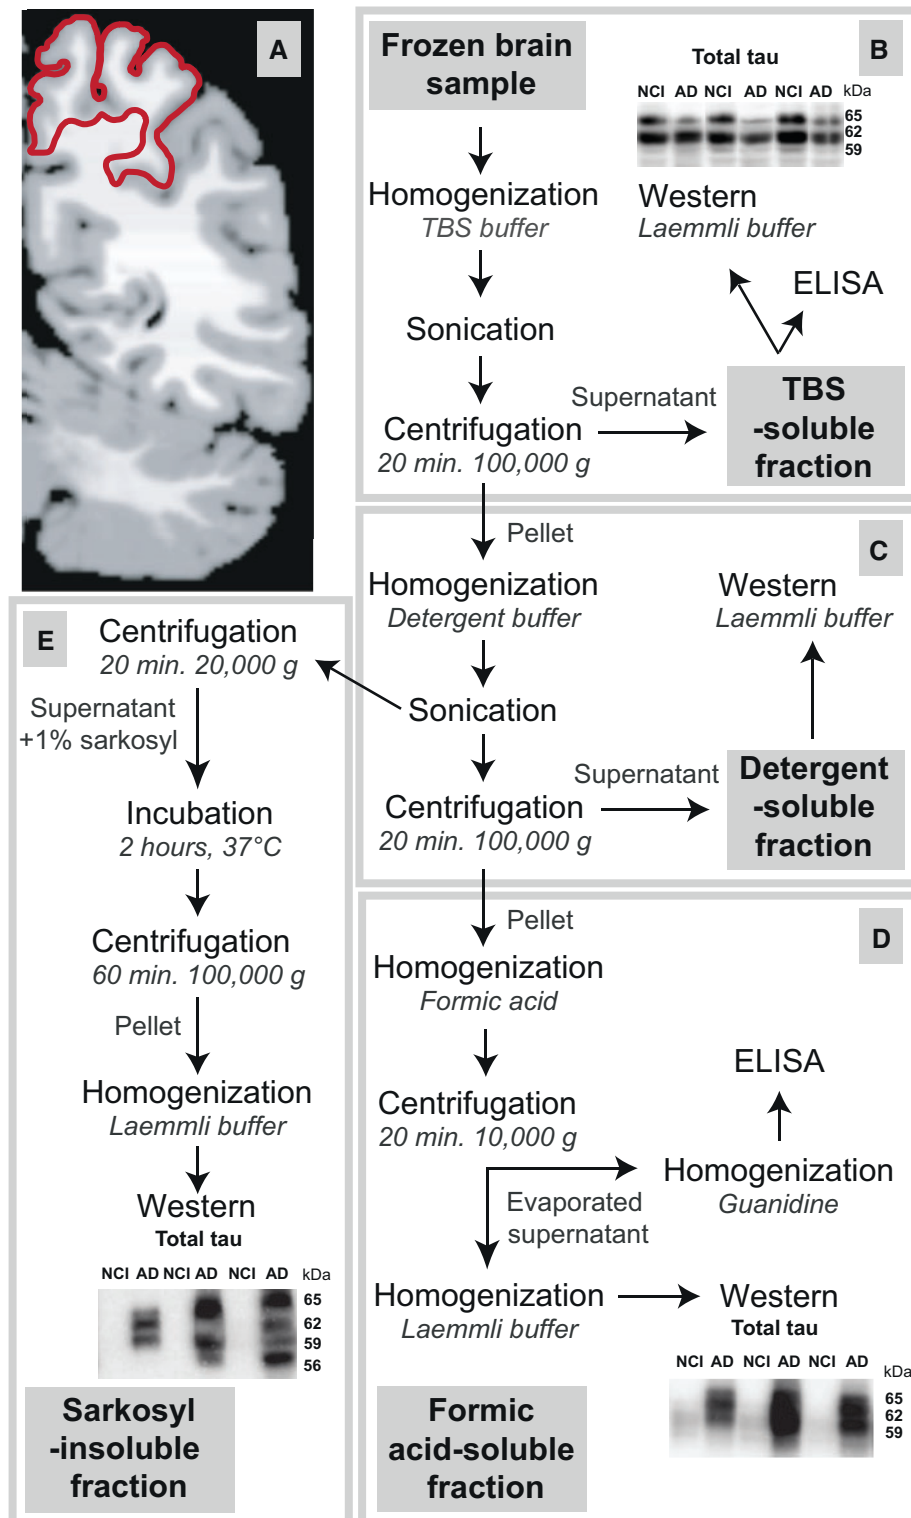 A
B
Frozen brain
sample
Total tau
NCI AD NCI AD NCI AD kDa
65
62
59
Homogenization
TBS buffer
Western
Laemmli buffer
ELISA
Sonication
Supernatant
TBS
-soluble
fraction
Centrifugation
20 min. 100,000 g
Pellet
C
Homogenization
Detergent buffer
Western
Laemmli buffer
Sonication
Supernatant
Detergent
-soluble
fraction
Centrifugation
20 min. 100,000 g
Pellet
D
Homogenization
Formic acid
ELISA
Centrifugation
20 min. 10,000 g
Homogenization
Guanidine
Evaporated
supernatant
Homogenization
Laemmli buffer
Western
Total tau
NCI AD NCI AD NCI AD kDa
65
62
59
Formic
acid-soluble
fraction
E
Centrifugation
20 min. 20,000 g
Supernatant
+1% sarkosyl
Incubation
2 hours, 37°C
Centrifugation
60 min. 100,000 g
Pellet
Homogenization
Laemmli buffer
Western
Total tau
NCI AD NCI AD NCI AD kDa
65
62
59
56
Sarkosyl
-insoluble
fraction